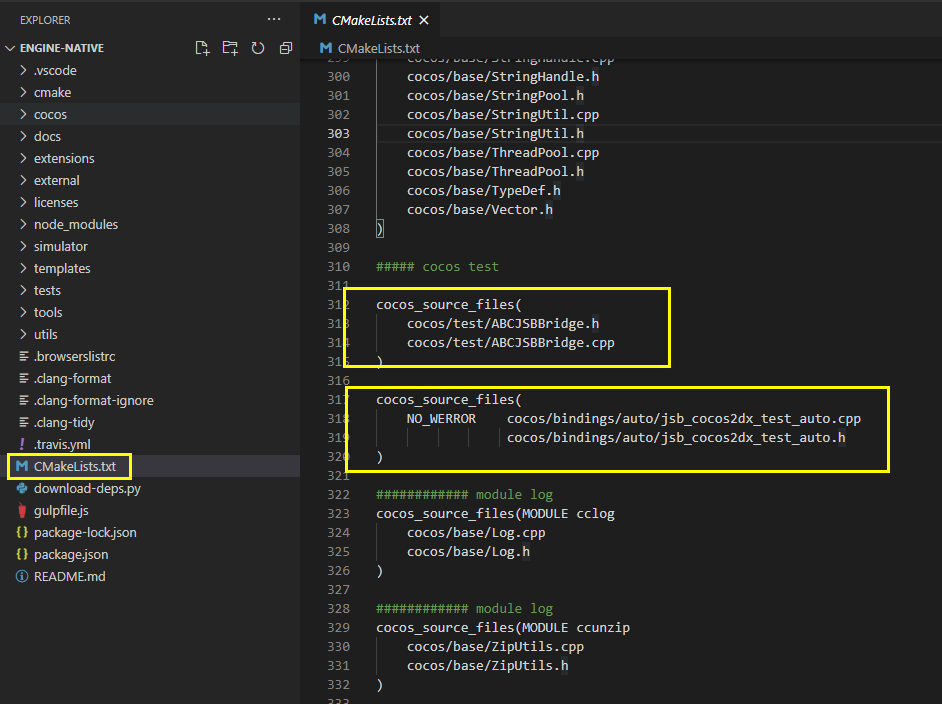 EXPLORER
ENGINE-NATIVE
.vscode
cmake
cocos
docs
extensions
external
licenses
node_modules
simulator
templates
tests
tools
utils
.browserslistrc
.clang-format
.clang-format-ignore
.clang-tidy
.travis.yml
CMakeLists.txt
download-deps.py
gulpfile.js
package-lock.json
package.json
README.md
CMakeLists.txt
CMakeLists.txt
299 cocos/base/StringHandle.cpp
300 cocos/base/StringHandle.h
301 cocos/base/StringPool.h
302 cocos/base/StringUtil.cpp
303 cocos/base/StringUtil.h
304 cocos/base/ThreadPool.cpp
305 cocos/base/ThreadPool.h
306 cocos/base/TypeDef.h
307 cocos/base/Vector.h
308 )
309
310 ##### cocos test
311
312 cocos_source_files(
313 cocos/test/ABCJSBBridge.h
314 cocos/test/ABCJSBBridge.cpp
315 )
316
317 cocos_source_files(
318 NO_WERROR cocos/bindings/auto/jsb_cocos2dx_test_auto.cpp
319 cocos/bindings/auto/jsb_cocos2dx_test_auto.h
320 )
321
322 ############ module log
323 cocos_source_files(MODULE cclog
324 cocos/base/Log.cpp
325 cocos/base/Log.h
326 )
327
328 ############ module log
329 cocos_source_files(MODULE ccunzip
330 cocos/base/ZipUtils.cpp
331 cocos/base/ZipUtils.h
332 )
333